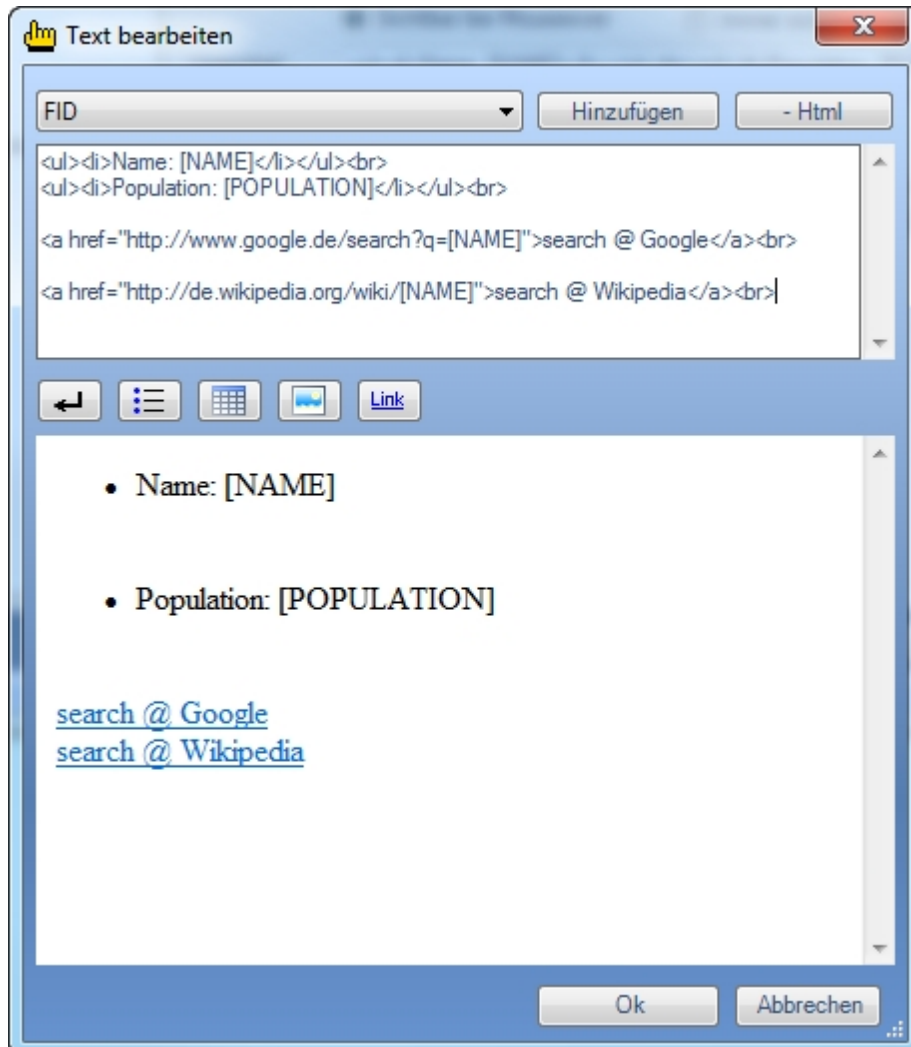 Text bearbeiten
FID
Hinzufügen
- Html
<ul><li>Name: [NAME]</li></ul><br>
<ul><li>Population: [POPULATION]</li></ul><br>
<a href="http://www.google.de/search?q=[NAME]">search @ Google</a><br>
<a href="http://de.wikipedia.org/wiki/[NAME]">search @ Wikipedia</a><br>
Link
• Name: [NAME]
• Population: [POPULATION]
search @ Google
search @ Wikipedia
Ok
Abbrechen